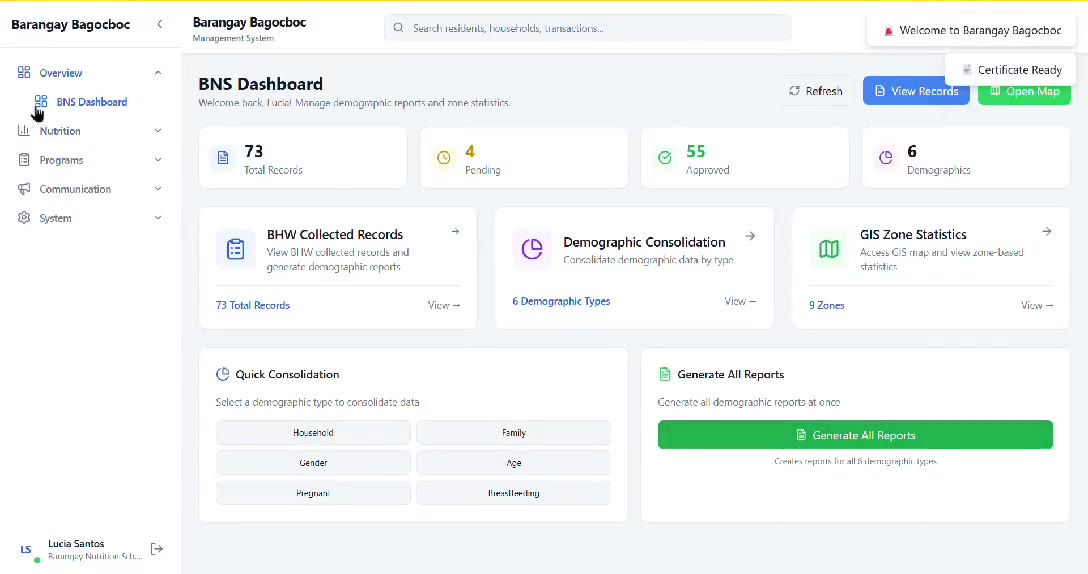 Barangay Bagocboc
Overview
BNS Dashboard
Nutrition
Programs
Communication
System
LS
Lucia Santos
Barangay Nutrition Sch...
Barangay Bagocboc
Management System
Search residents, households, transactions...
Welcome to Barangay Bagocboc
Certificate Ready
BNS Dashboard
Welcome back, Lucia! Manage demographic reports and zone statistics.
Refresh
View Records
Open Map
73
Total Records
4
Pending
55
Approved
6
Demographics
BHW Collected Records
View BHW collected records and
generate demographic reports
73 Total Records
View →
Demographic Consolidation
Consolidate demographic data by type
6 Demographic Types
View →
GIS Zone Statistics
Access GIS map and view zone-based
statistics
9 Zones
View →
Quick Consolidation
Select a demographic type to consolidate data
Household
Family
Gender
Age
Pregnant
Breastfeeding
Generate All Reports
Generate all demographic reports at once
Generate All Reports
Creates reports for all 6 demographic types